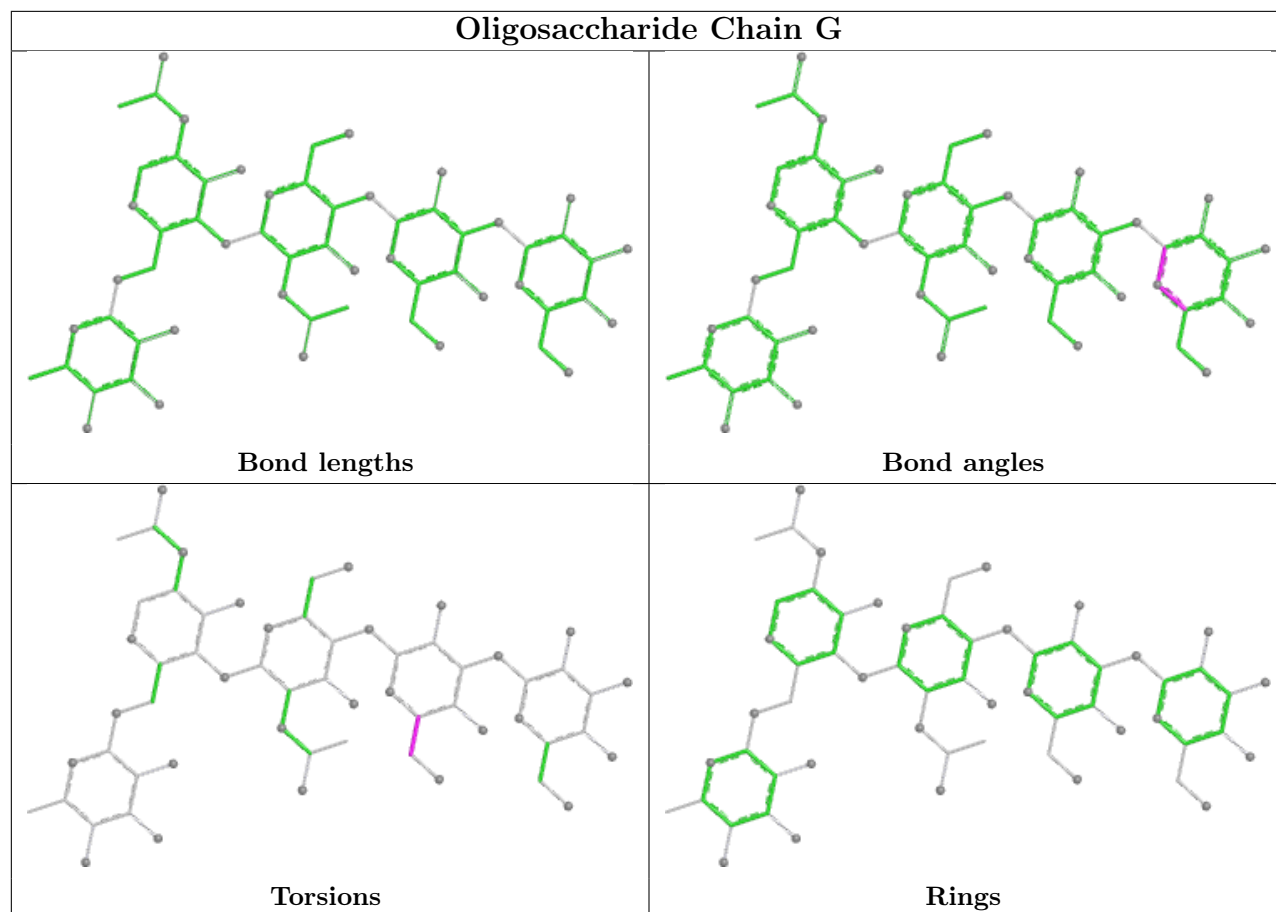 Oligosaccharide Chain G
Bond lengths
Bond angles
Torsions
Rings